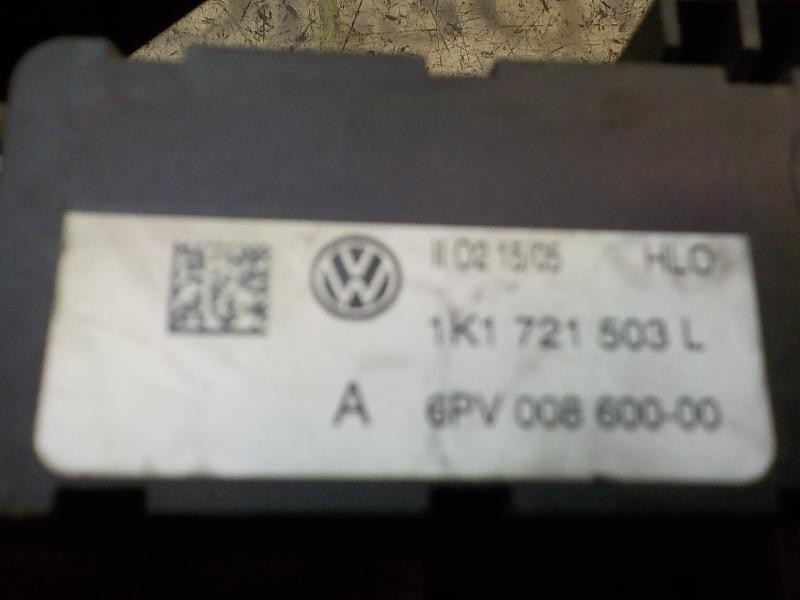 II 02 15/05 HLO
1K1 721 503 L
A 6PV 008 600-00